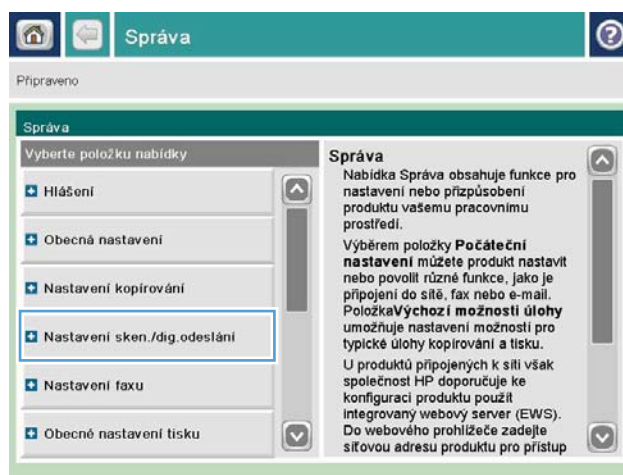 Správa
Připraveno
Správa
Vyberte položku nabídky
Hlášení
Obecná nastavení
Nastavení kopírování
Nastavení sken./dig.odeslání
Nastavení faxu
Obecné nastavení tisku
Správa
Nabídka Správa obsahuje funkce pro
nastavení nebo přizpůsobení
produktu vašemu pracovnímu
prostředí.
Výběrem položky Počáteční
nastavení můžete produkt nastavit
nebo povolit různé funkce, jako je
připojení do sítě, fax nebo e-mail.
PoložkaVýchozí možnosti úlohy
umožňuje nastavení možností pro
typické úlohy kopírování a tisku.
U produktů připojených k síti však
společnost HP doporučuje ke
konfiguraci produktu použít
integrovaný webový server (EWS).
Do webového prohlížeče zadejte
síťovou adresu produktu pro přístup